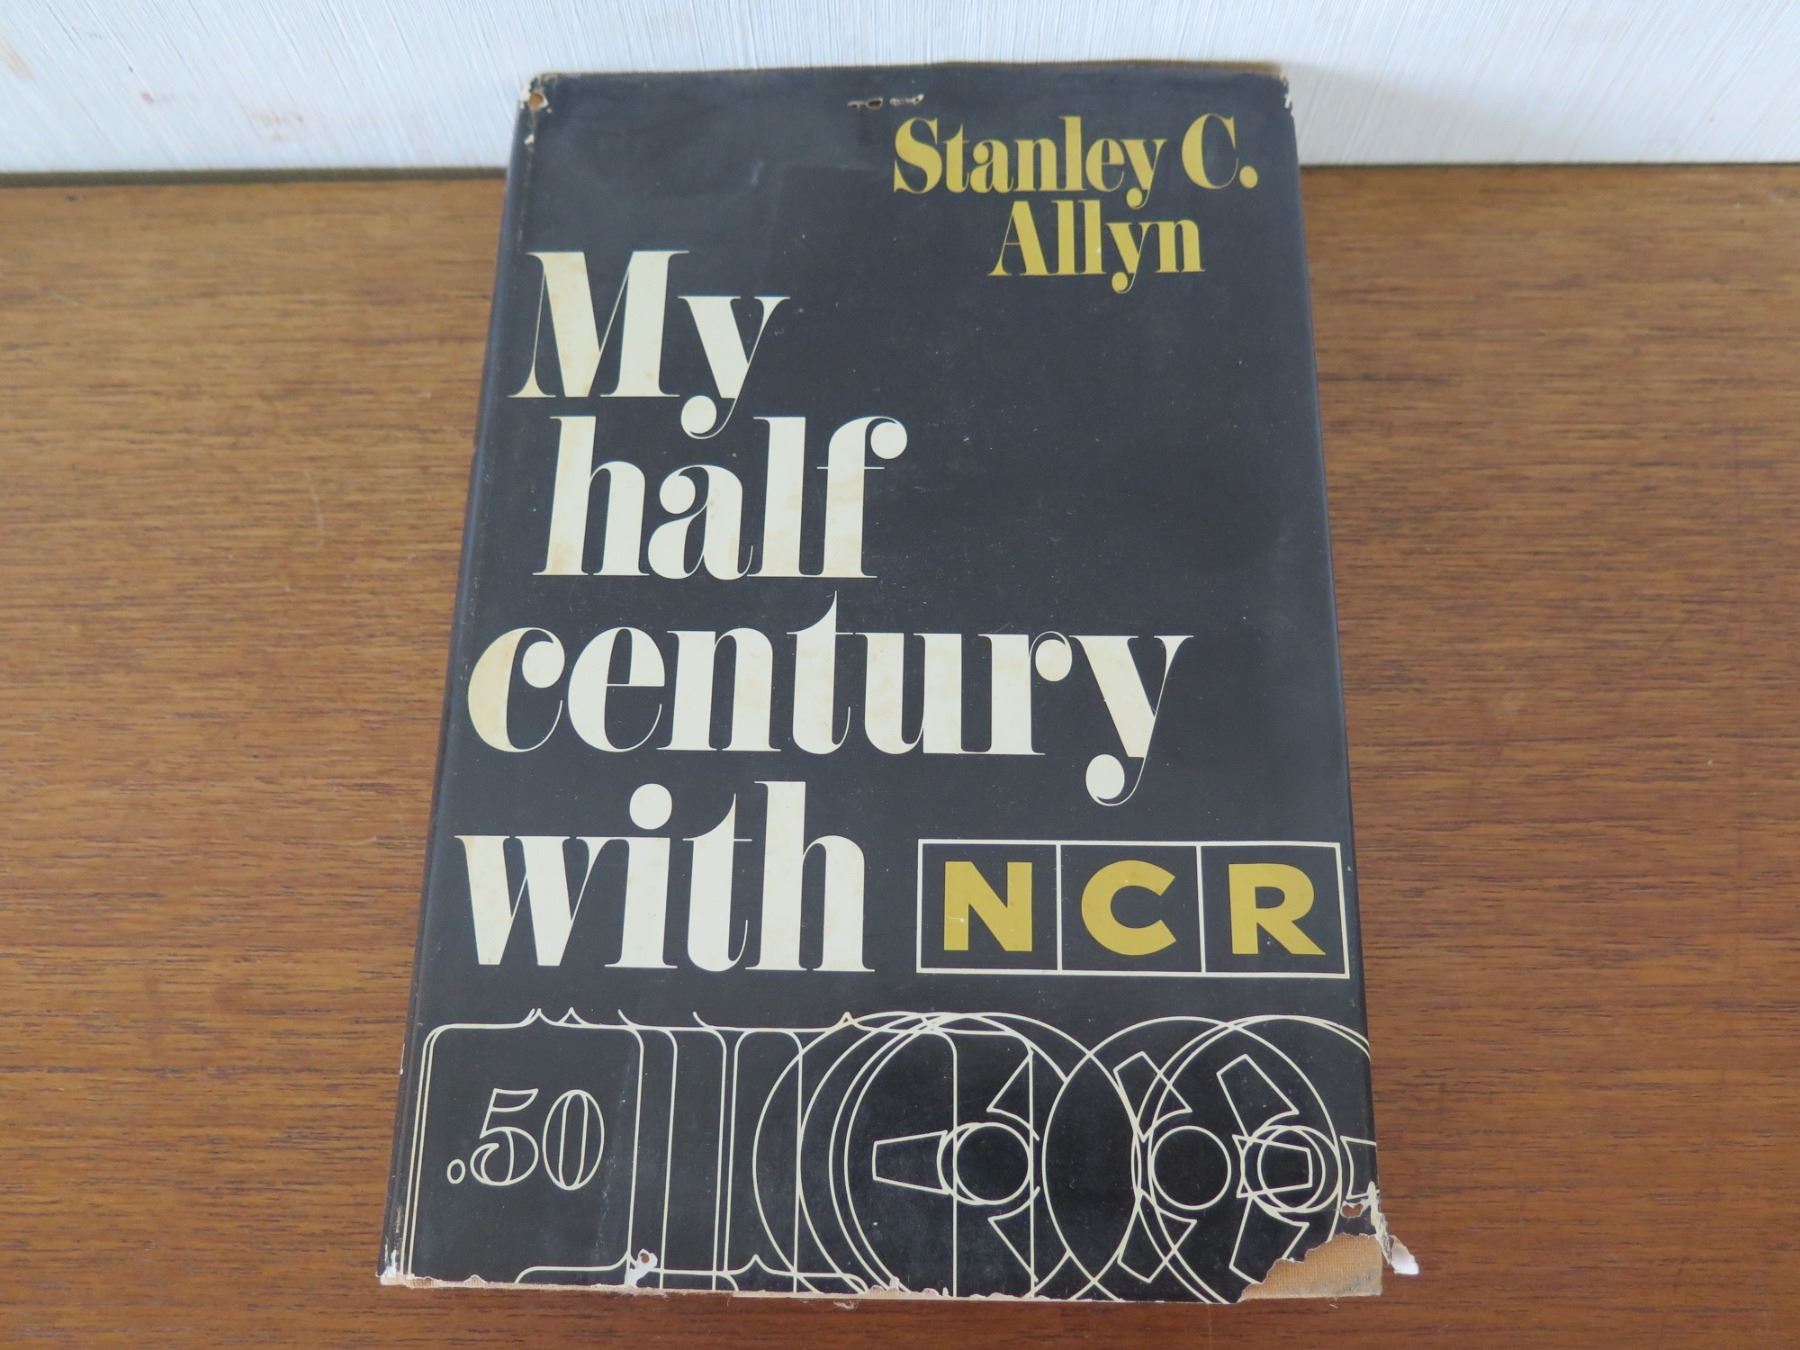 Stanley C.
Allyn
My
half
century
with NCR
.50